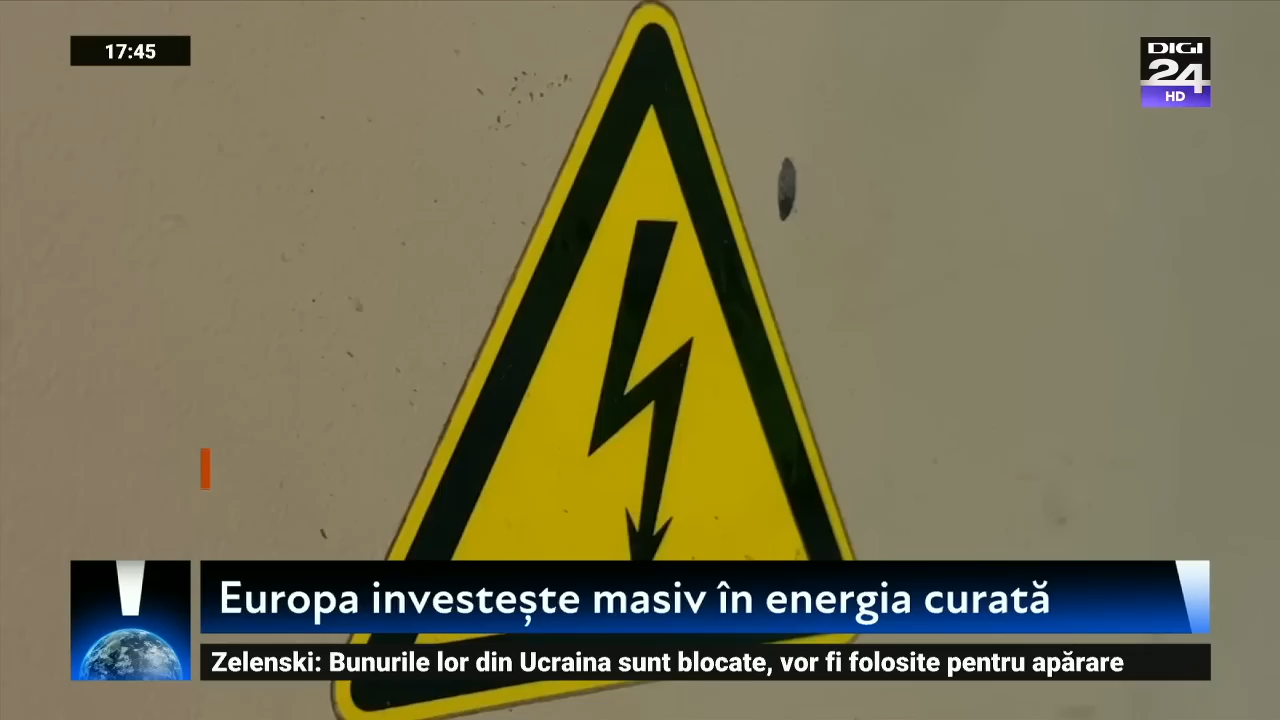 17:45
DIGI
24
HD
Europa investește masiv în energia curată
Zelenski: Bunurile lor din Ucraina sunt blocate, vor fi folosite pentru apărare